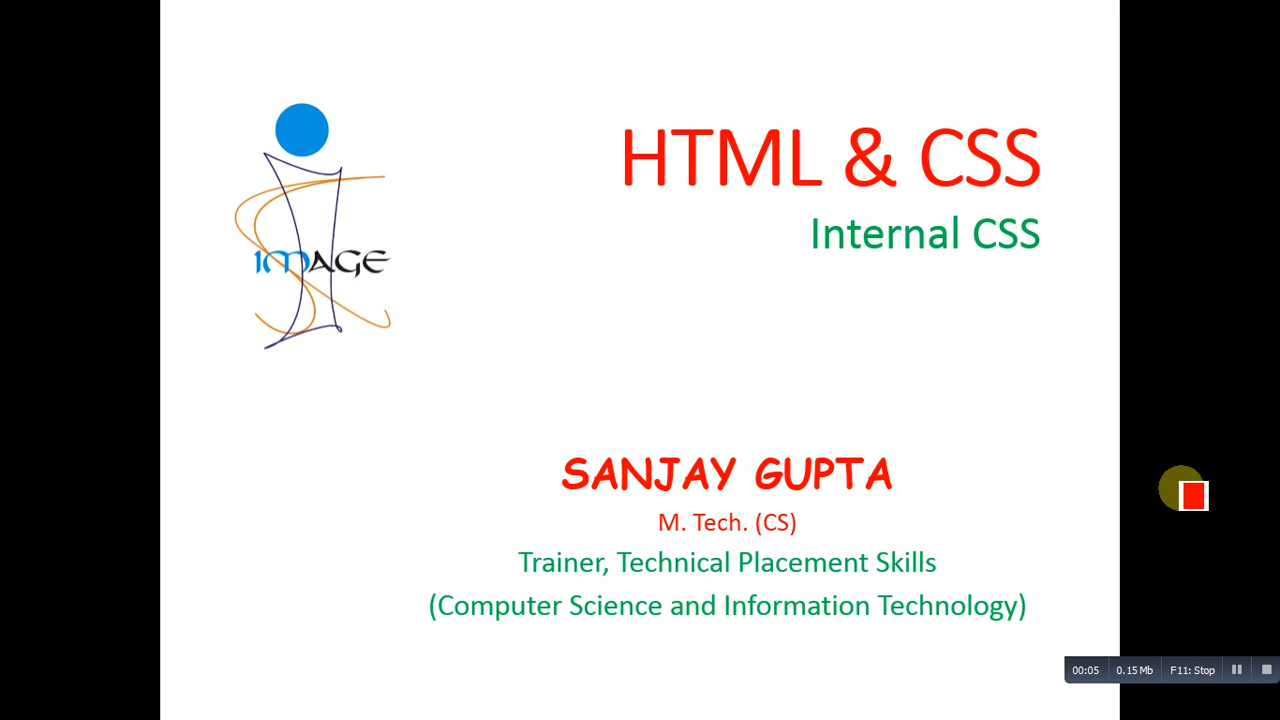 HTML & CSS
Internal CSS
IMAGE
SANJAY GUPTA
M. Tech. (CS)
Trainer, Technical Placement Skills
(Computer Science and Information Technology)
00:05 0.15 Mb F11: Stop